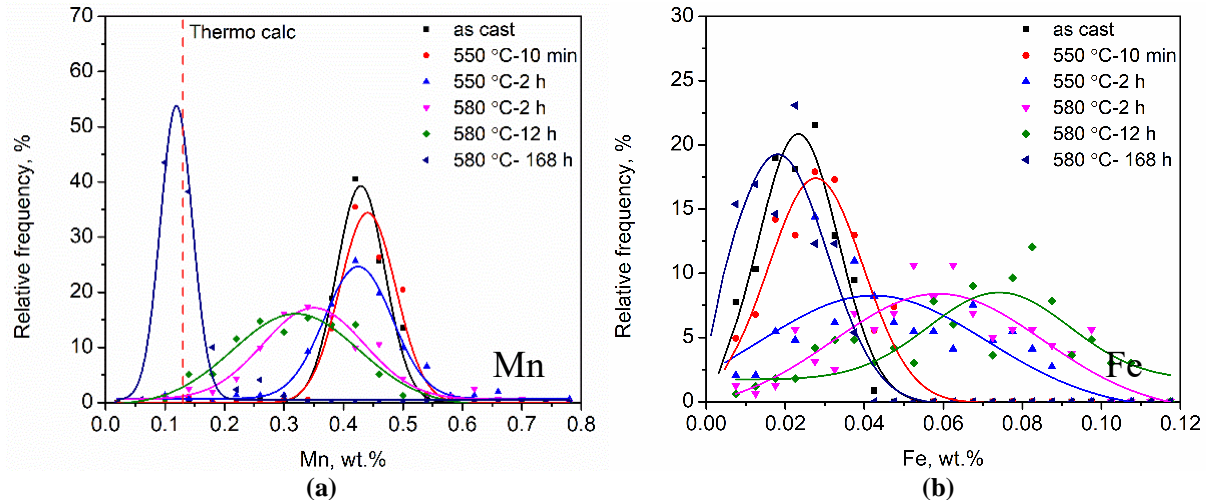 70
60
50
40
30
20
10
0
Relative frequency, %
Thermo calc
as cast
550 °C-10 min
550 °C-2 h
580 °C-2 h
580 °C-12 h
580 °C- 168 h
Mn
0.0 0.1 0.2 0.3 0.4 0.5 0.6 0.7 0.8
Mn, wt.%
(a)
30
25
20
15
10
5
0
Relative frequency, %
as cast
550 °C-10 min
550 °C-2 h
580 °C-2 h
580 °C-12 h
580 °C- 168 h
Fe
0.00 0.02 0.04 0.06 0.08 0.10 0.12
Fe, wt.%
(b)